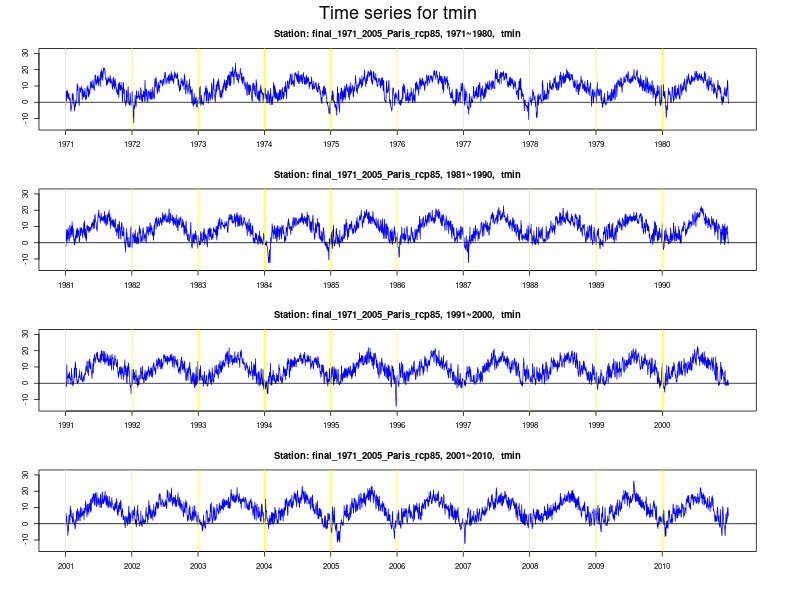 Time series for tmin
Station: final_1971_2005_Paris_rcp85, 1971~1980, tmin
30
20
10
0
-10
1971 1972 1973 1974 1975 1976 1977 1978 1979 1980
Station: final_1971_2005_Paris_rcp85, 1981~1990, tmin
30
20
10
0
-10
1981 1982 1983 1984 1985 1986 1987 1988 1989 1990
Station: final_1971_2005_Paris_rcp85, 1991~2000, tmin
30
20
10
0
-10
1991 1992 1993 1994 1995 1996 1997 1998 1999 2000
Station: final_1971_2005_Paris_rcp85, 2001~2010, tmin
30
20
10
0
-10
2001 2002 2003 2004 2005 2006 2007 2008 2009 2010